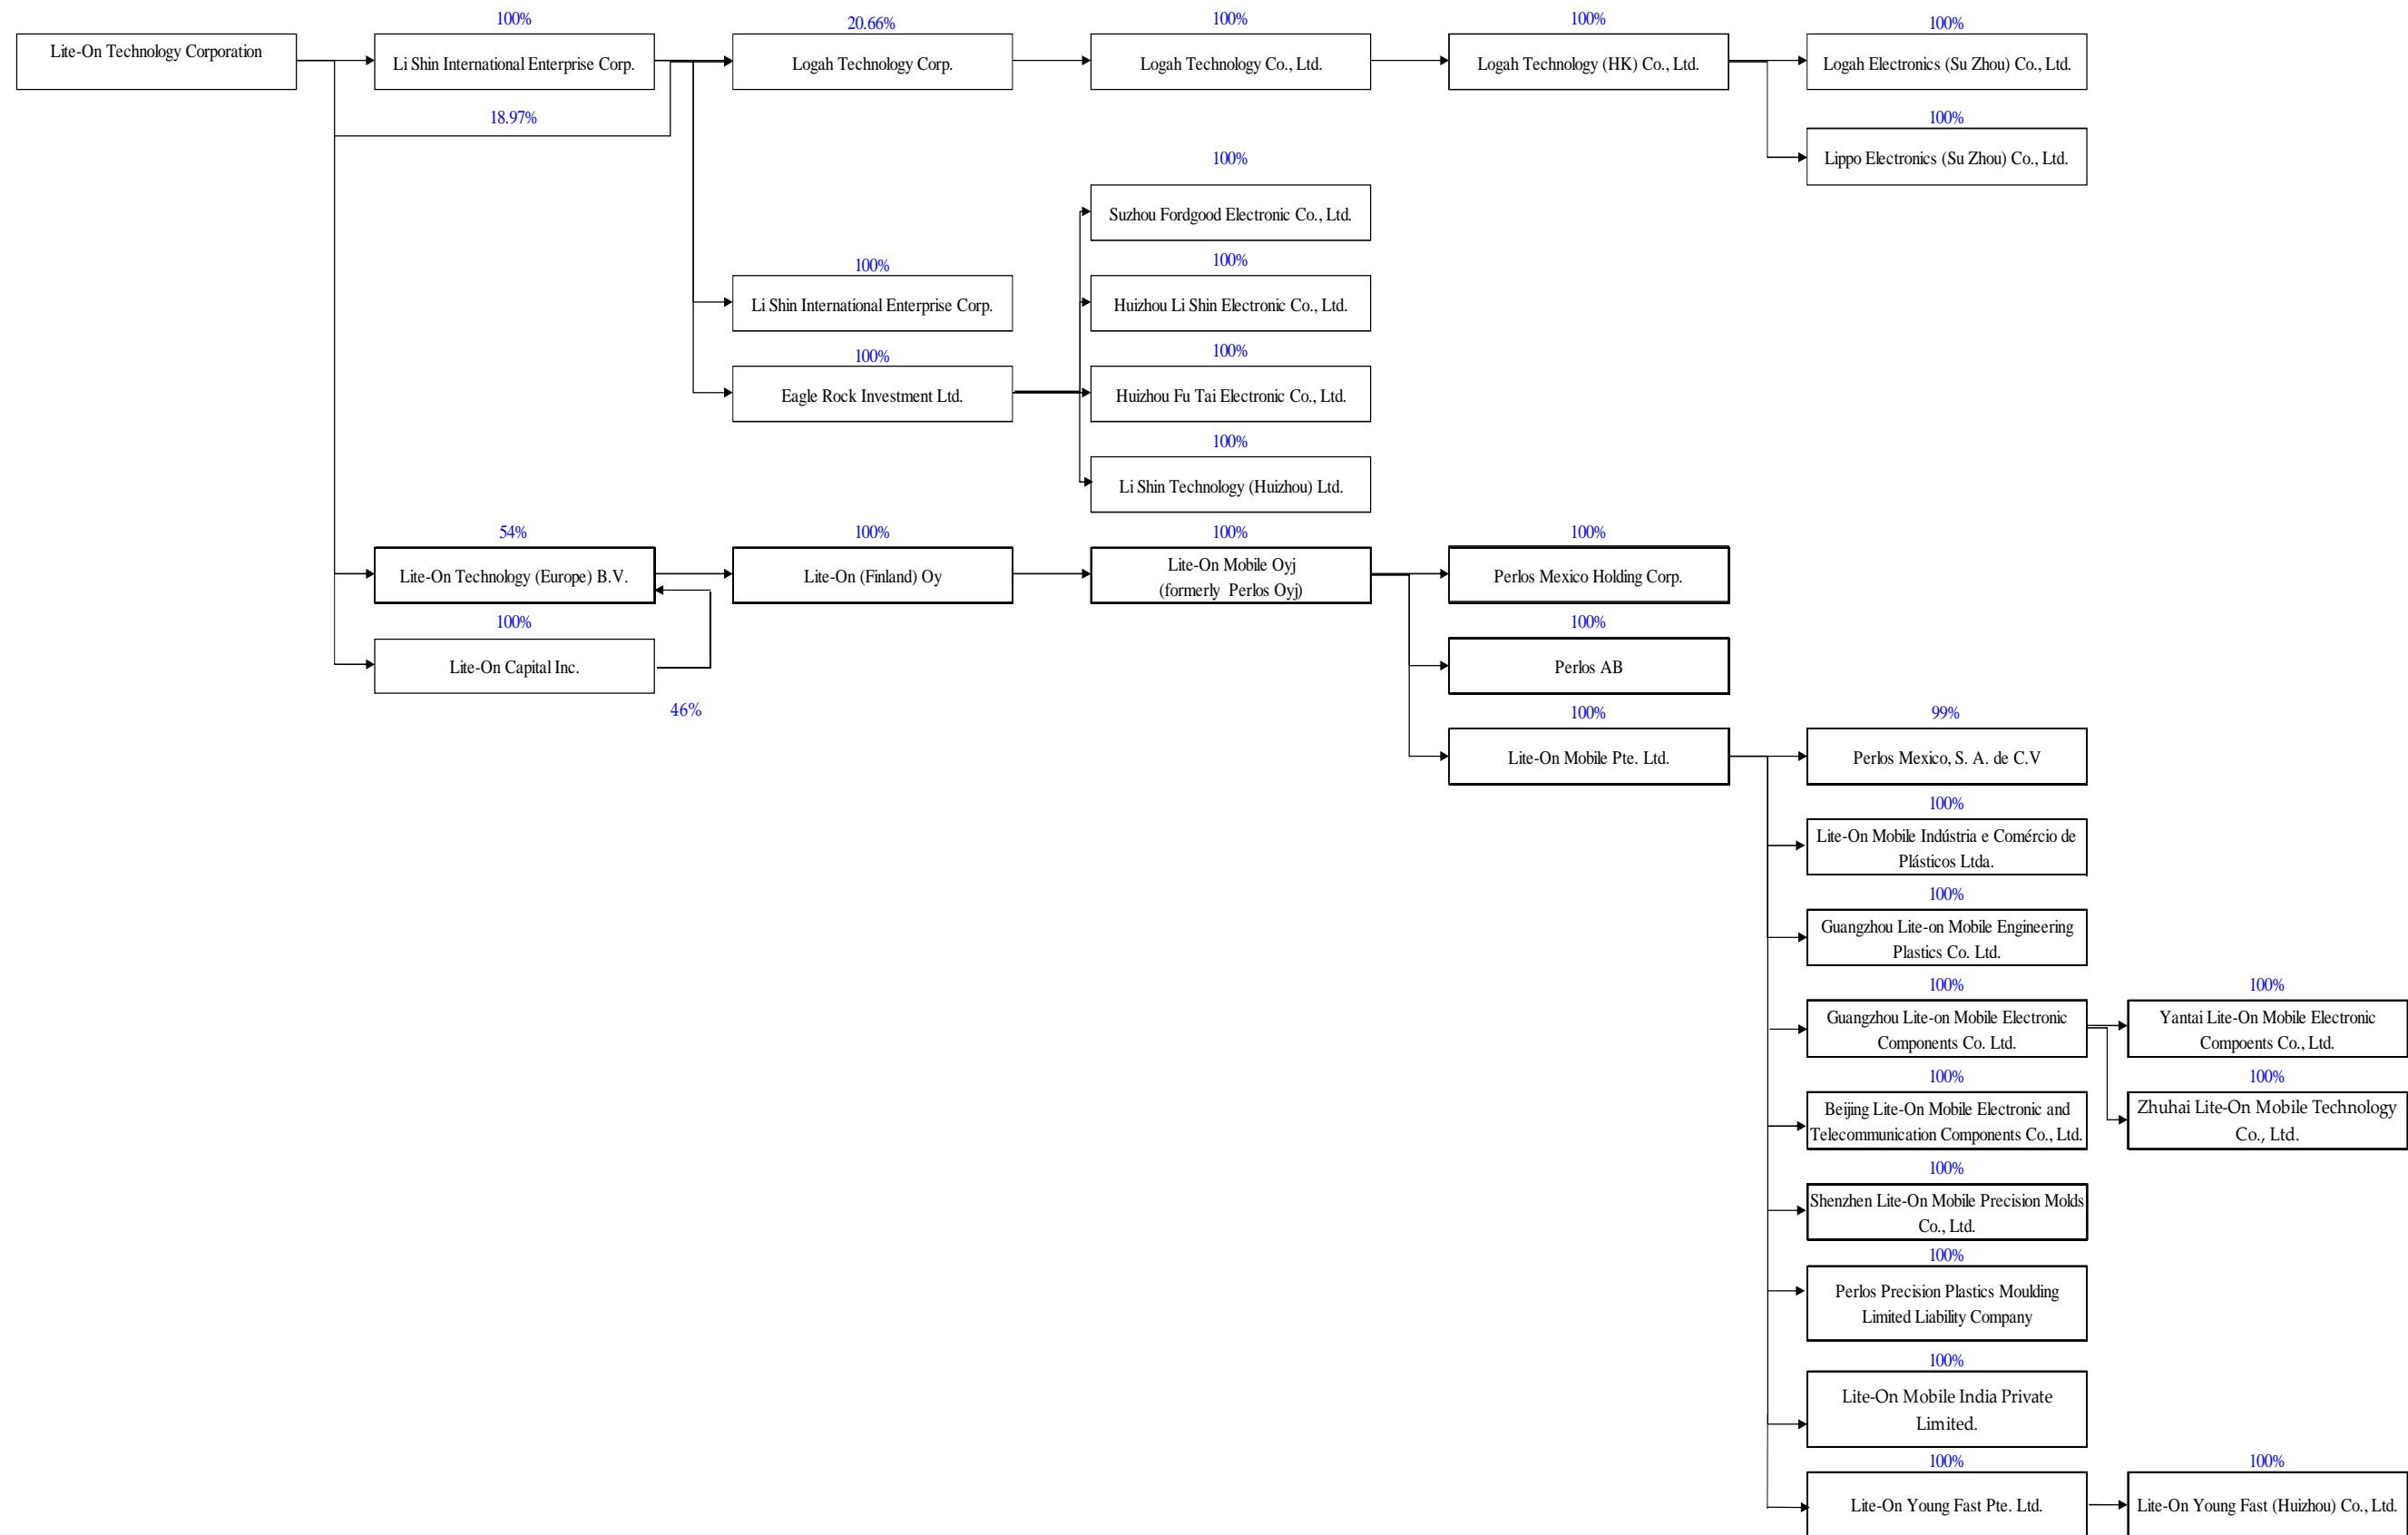 100%
20.66%
100%
100%
100%
Lite-On Technology Corporation
Li Shin International Enterprise Corp.
Logah Technology Corp.
Logah Technology Co., Ltd.
Logah Technology (HK) Co., Ltd.
Logah Electronics (Su Zhou) Co., Ltd.
18.97%
100%
Lippo Electronics (Su Zhou) Co., Ltd.
100%
Suzhou Fordgood Electronic Co., Ltd.
100%
100%
Li Shin International Enterprise Corp.
Huizhou Li Shin Electronic Co., Ltd.
100%
100%
Eagle Rock Investment Ltd.
Huizhou Fu Tai Electronic Co., Ltd.
100%
Li Shin Technology (Huizhou) Ltd.
54%
100%
100%
100%
Lite-On Technology (Europe) B.V.
Lite-On (Finland) Oy
Lite-On Mobile Oyj
(formerly Perlos Oyj)
Perlos Mexico Holding Corp.
100%
100%
Lite-On Capital Inc.
Perlos AB
46%
100%
99%
Lite-On Mobile Pte. Ltd.
Perlos Mexico, S. A. de C.V
100%
Lite-On Mobile Indústria e Comércio de
Plásticos Ltda.
100%
Guangzhou Lite-on Mobile Engineering
Plastics Co. Ltd.
100%
100%
Guangzhou Lite-on Mobile Electronic
Components Co. Ltd.
Yantai Lite-On Mobile Electronic
Compoents Co., Ltd.
100%
100%
Beijing Lite-On Mobile Electronic and
Telecommunication Components Co., Ltd.
Zhuhai Lite-On Mobile Technology
Co., Ltd.
100%
Shenzhen Lite-On Mobile Precision Molds
Co., Ltd.
100%
Perlos Precision Plastics Moulding
Limited Liability Company
100%
Lite-On Mobile India Private
Limited.
100%
100%
Lite-On Young Fast Pte. Ltd.
Lite-On Young Fast (Huizhou) Co., Ltd.